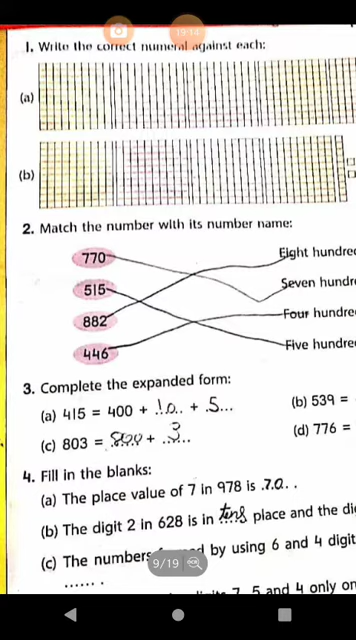 19:14
1. Write the correct numeral against each:
(a)
(b)
2. Match the number with its number name:
770
Eight hundre
515
Seven hundre
882
Four hundre
446
Five hundre
3. Complete the expanded form:
(a) 415 = 400 + 10 + 5 (b) 539 =
(c) 803 = 800 + 3 (d) 776 =
4. Fill in the blanks:
(a) The place value of 7 in 978 is .70. .
(b) The digit 2 in 628 is in tens place and the di
(c) The numbers by using 6 and 4 digit
9/19
7, 5 and 4 only on